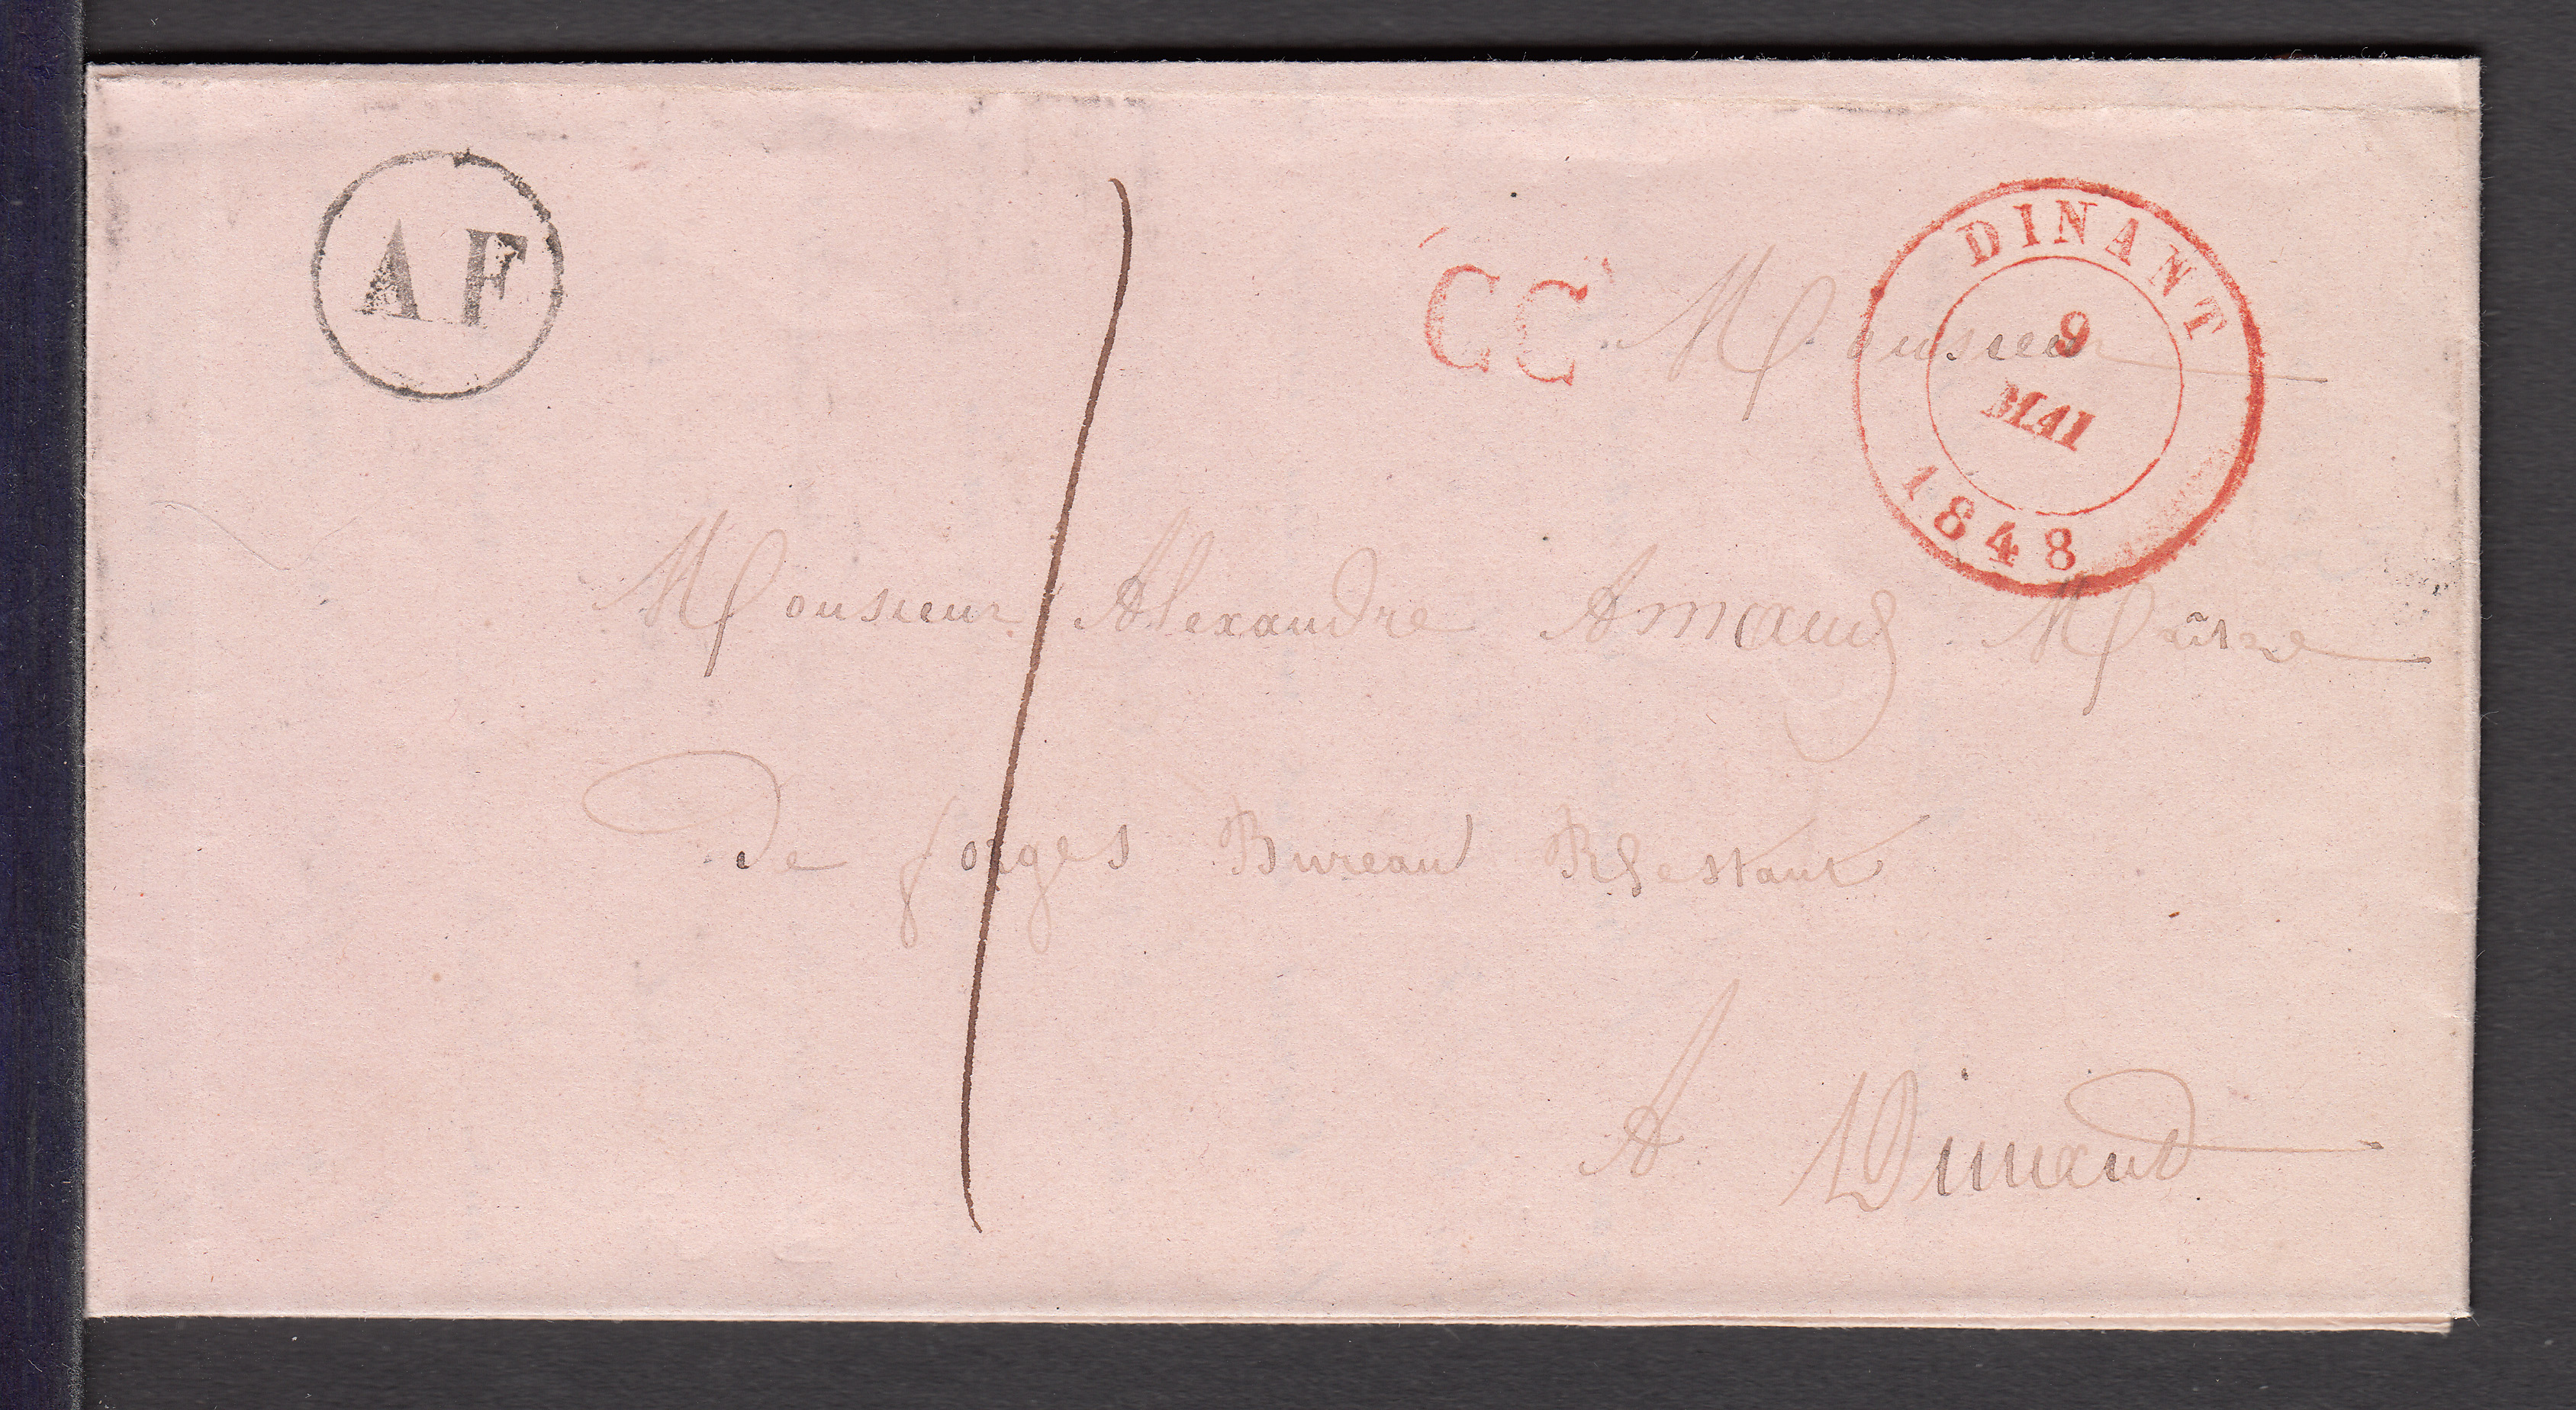 AF
CC
DINANT
9
MAI
1848
Monsieur
Monsieur Alexandre Amand Maître
De forges Bureau Restant
A Dinant